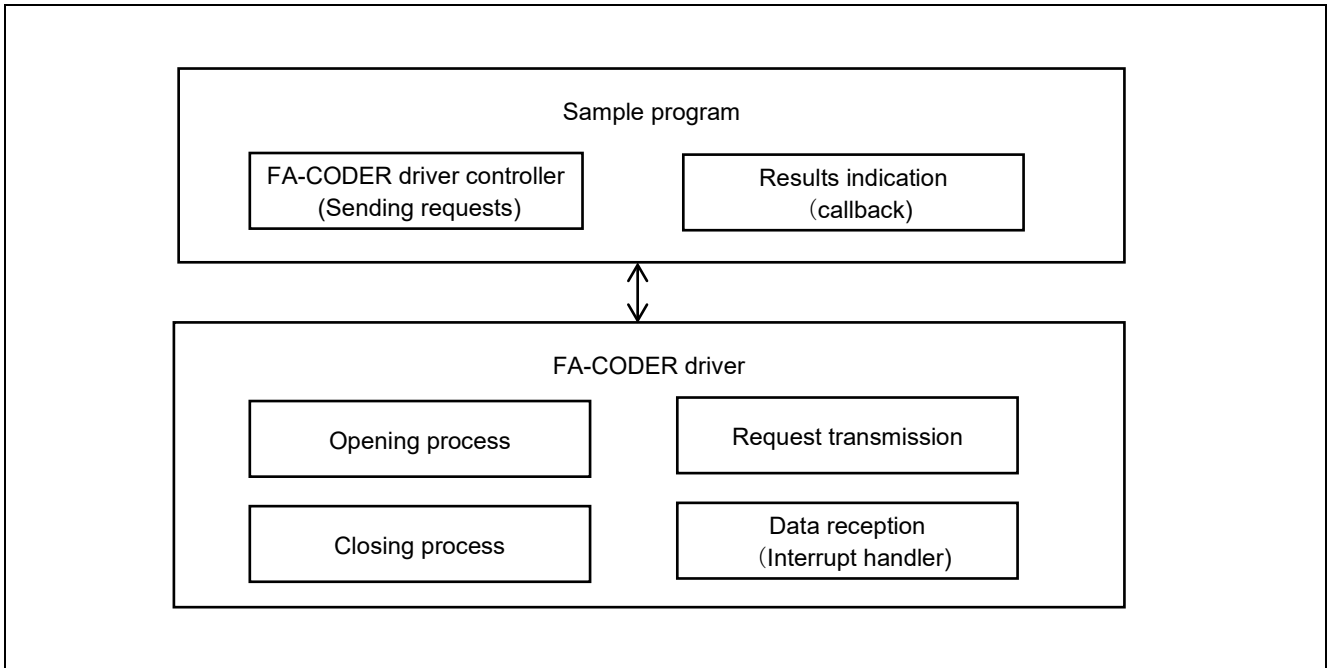 Sample program
FA-CODER driver controller
(Sending requests)
Results indication
（callback)
FA-CODER driver
Opening process
Request transmission
Closing process
Data reception
（Interrupt handler)